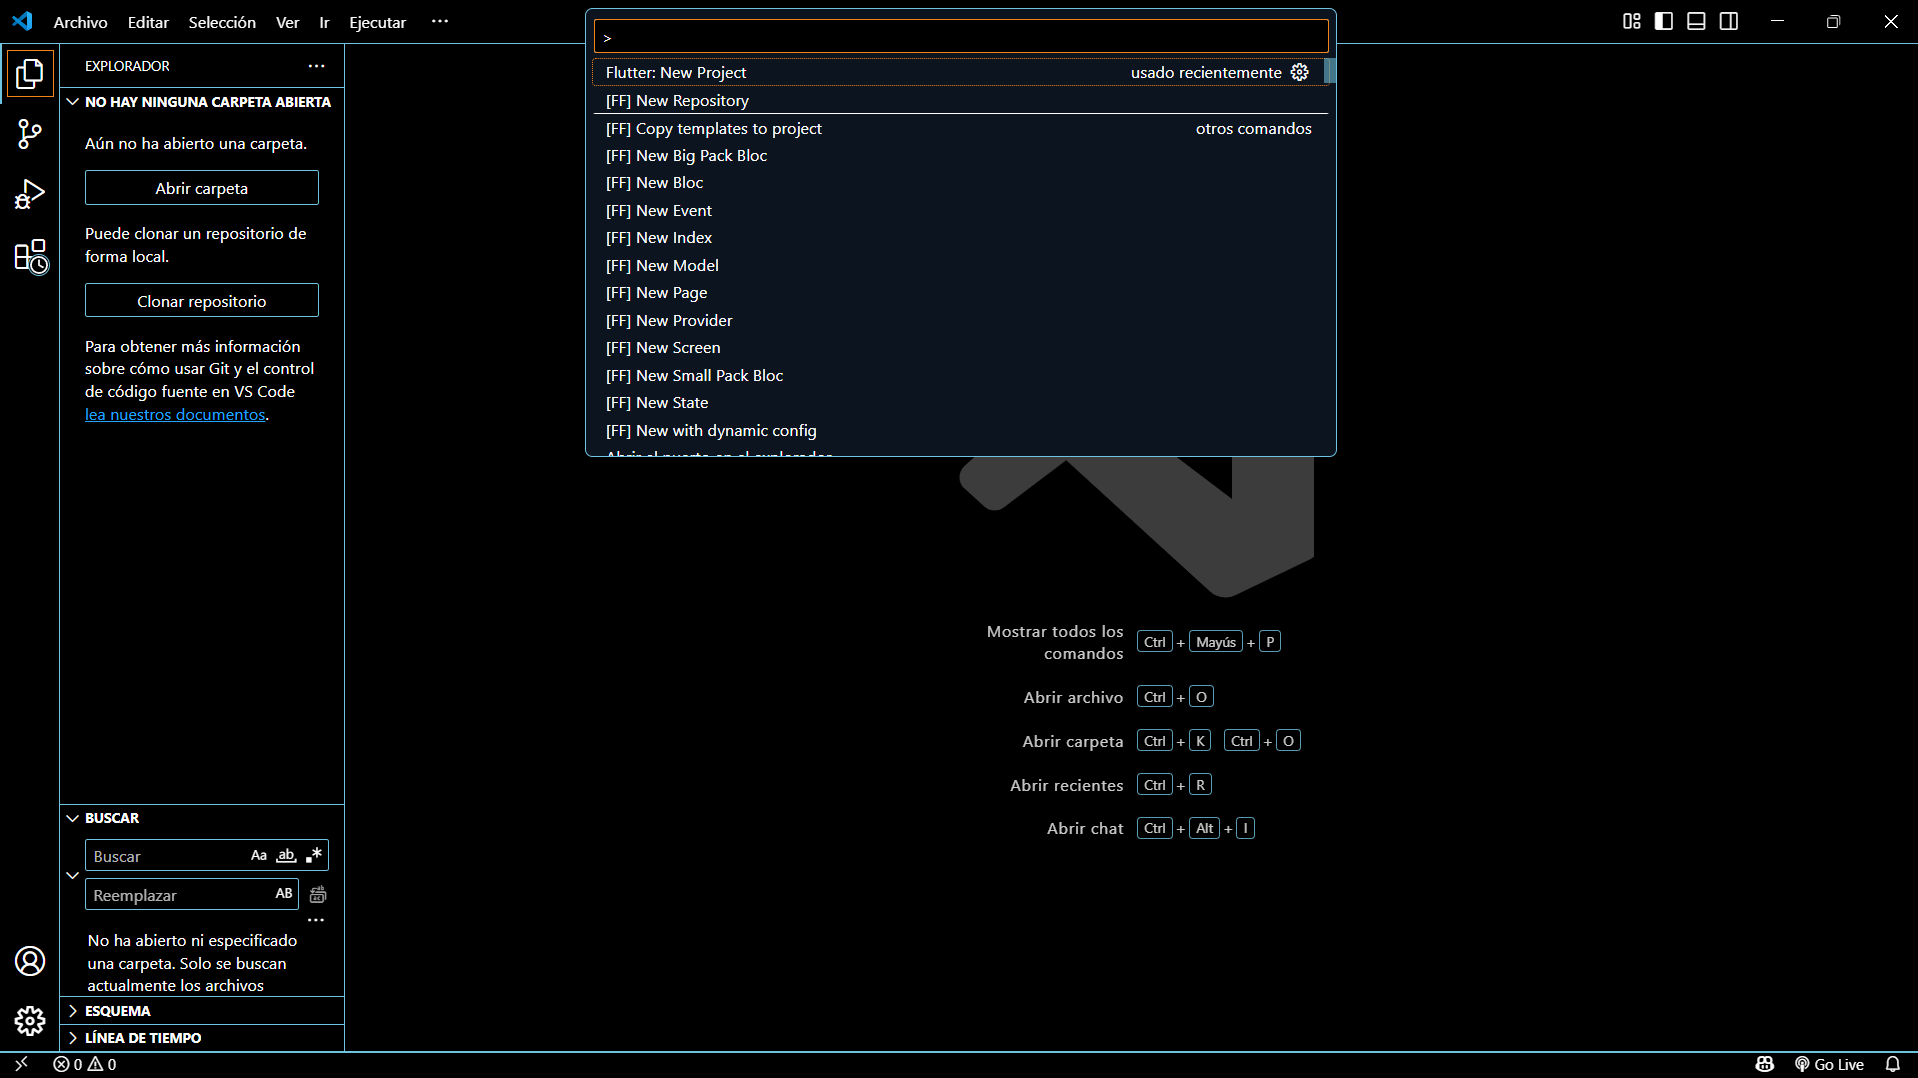 Archivo Editar Selección Ver Ir Ejecutar ···
>
Flutter: New Project usado recientemente
[FF] New Repository
[FF] Copy templates to project otros comandos
[FF] New Big Pack Bloc
[FF] New Bloc
[FF] New Event
[FF] New Index
[FF] New Model
[FF] New Page
[FF] New Provider
[FF] New Screen
[FF] New Small Pack Bloc
[FF] New State
[FF] New with dynamic config
Abrir el puerto en el explorador
EXPLORADOR ···
NO HAY NINGUNA CARPETA ABIERTA
Aún no ha abierto una carpeta.
Abrir carpeta
Puede clonar un repositorio de
forma local.
Clonar repositorio
Para obtener más información
sobre cómo usar Git y el control
de código fuente en VS Code
lea nuestros documentos.
Mostrar todos los
comandos Ctrl + Mayús + P
Abrir archivo Ctrl + O
Abrir carpeta Ctrl + K Ctrl + O
Abrir recientes Ctrl + R
Abrir chat Ctrl + Alt + I
BUSCAR
Buscar Aa ab .*
Reemplazar AB
···
No ha abierto ni especificado
una carpeta. Solo se buscan
actualmente los archivos
ESQUEMA
LÍNEA DE TIEMPO
0 0 Go Live